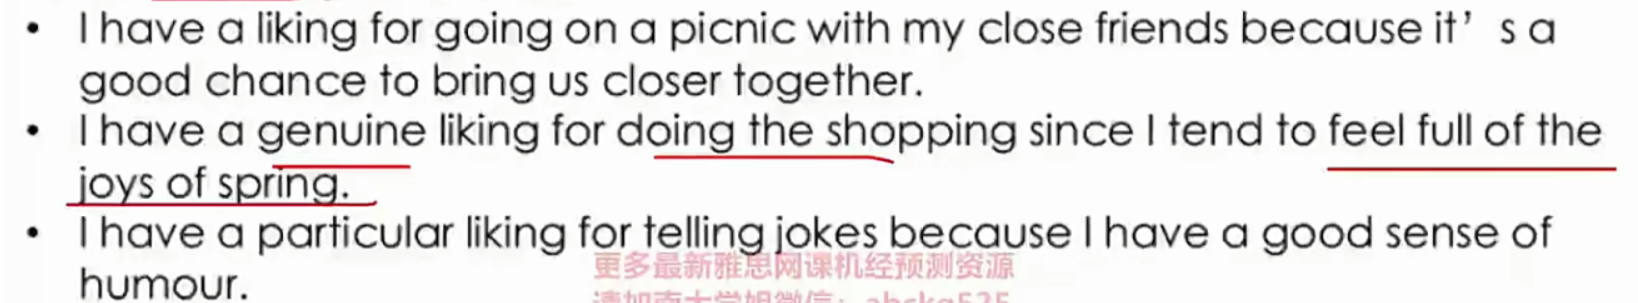 • I have a liking for going on a picnic with my close friends because it’ s a
good chance to bring us closer together.
• I have a genuine liking for doing the shopping since I tend to feel full of the
joys of spring.
• I have a particular liking for telling jokes because I have a good sense of
humour.
更多最新雅思网课机经预测资源